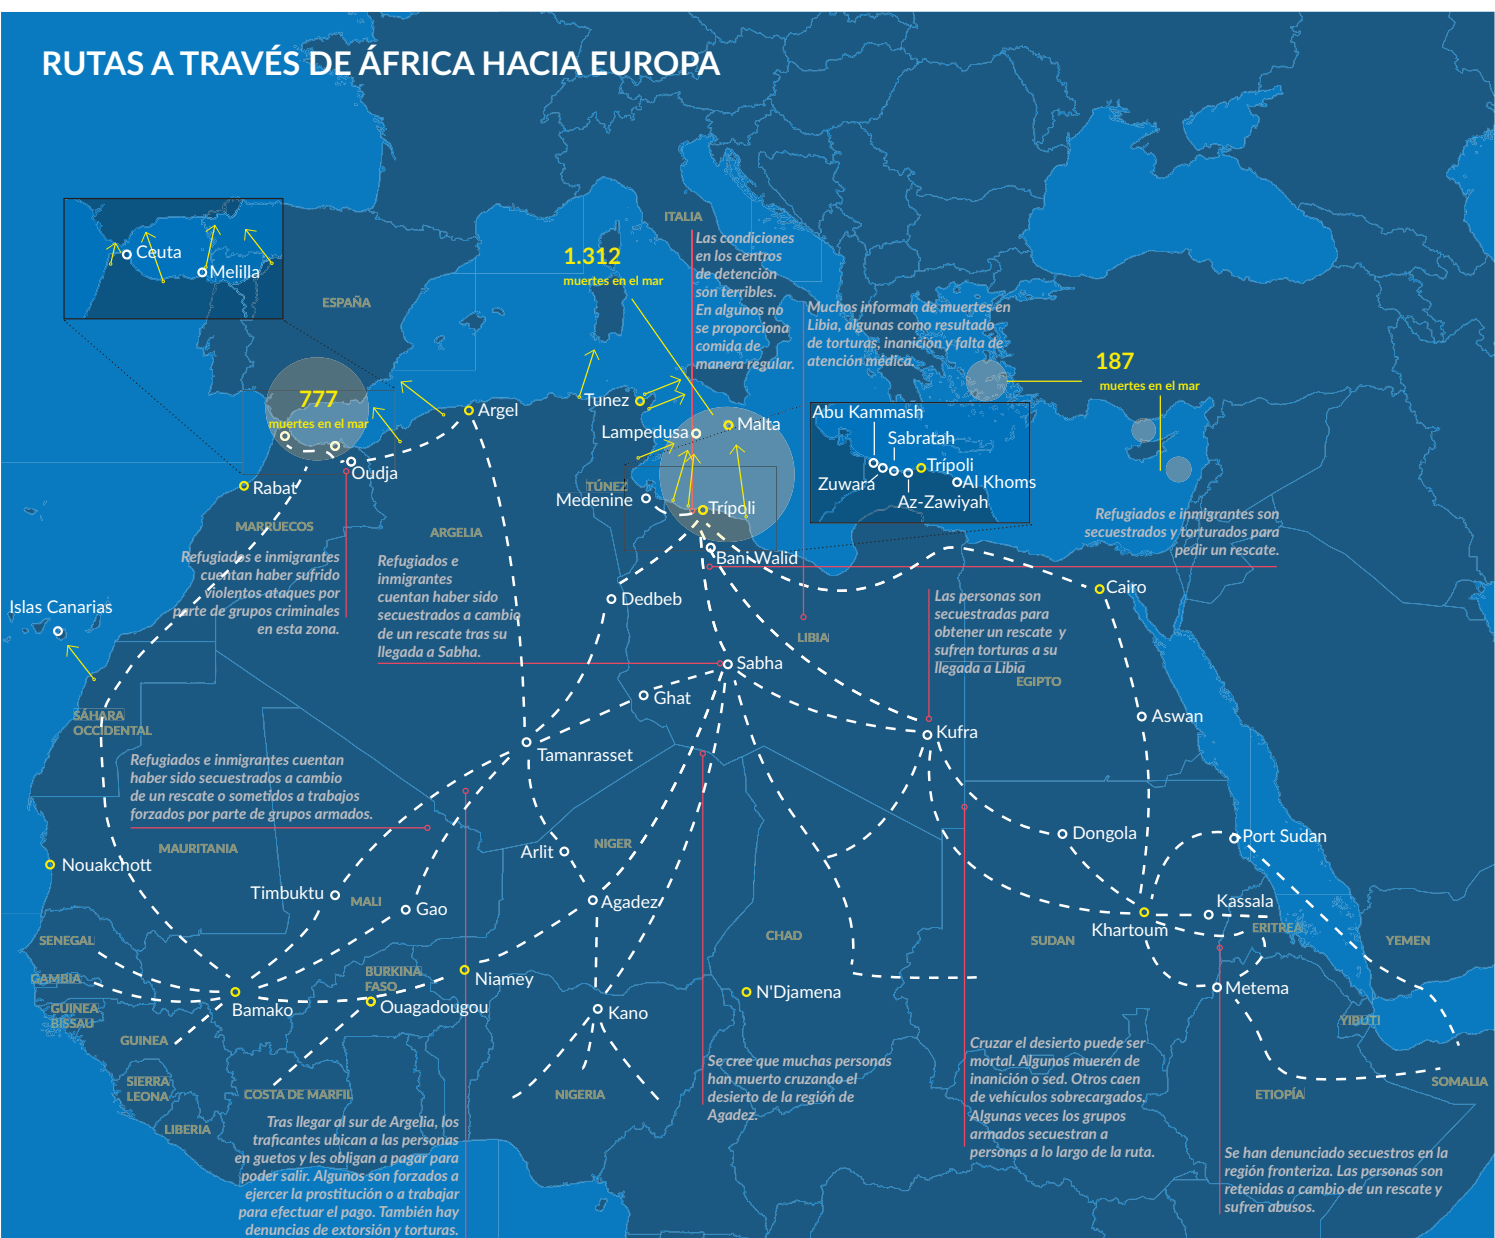 RUTAS A TRAVÉS DE ÁFRICA HACIA EUROPA
Ceuta
Melilla
ESPAÑA
ITALIA
1.312
muertes en el mar
Las condiciones
en los centros
de detención
són terribles.
En algunos no
se proporciona
comida de
manera regular.
Muchos informan de muertes en
Libia, algunas como resultado
de torturas, inanición y falta de
atención médica.
187
muertes en el mar
777
muertes en el mar
Argel
Tunez
Lampedusa
Malta
Abu Kammash
Sabratah
Trípoli
Zuwara
Al Khoms
Az-Zawiyah
Oudja
Rabat
MARRUECOS
ARGELIA
TÚNEZ
Medenine
Trípoli
Bani Walid
Refugiados e inmigrantes son
secuestrados y torturados para
pedir un rescate.
Refugiados e inmigrantes
cuentan haber sufrido
violentos ataques por
parte de grupos criminales
en esta zona.
Refugiados e
inmigrantes
cuentan haber sido
secuestrados a cambio
de un rescate tras su
llegada a Sabha.
Islas Canarias
Dedbeb
Cairo
Las personas son
secuestradas para
obtener un rescate y
sufren torturas a su
llegada a Libia
LIBIA
EGIPTO
Sabha
Ghat
Aswan
SÁHARA
OCCIDENTAL
Kufra
Tamanrasset
Refugiados e inmigrantes cuentan
haber sido secuestrados a cambio
de un rescate o sometidos a trabajos
forzados por parte de grupos armados.
MAURITANIA
Nouakchott
Arlit
NIGER
Dongola
Port Sudan
Timbuktu
MALI
Gao
Agadez
Kassala
Khartoum
ERITREA
CHAD
SUDAN
YEMEN
SENEGAL
GAMBIA
GUINEA
BISSAU
GUINEA
BURKINA
FASO
Niamey
Bamako
Ouagadougou
Kano
N'Djamena
Metema
YIBUTI
SIERRA
LEONA
COSTA DE MARFIL
LIBERIA
NIGERIA
Se cree que muchas personas
han muerto cruzando el
desierto de la región de
Agadez.
Cruzar el desierto puede ser
mortal. Algunos mueren de
inanición o sed. Otros caen
de vehículos sobrecargados.
Algunas veces los grupos
armados secuestran a
personas a lo largo de la ruta.
ETIOPÍA
SOMALIA
Tras llegar al sur de Argelia, los
traficantes ubican a las personas
en guetos y les obligan a pagar para
poder salir. Algunos son forzados a
ejercer la prostitución o a trabajar
para efectuar el pago. También hay
denuncias de extorsión y torturas.
Se han denunciado secuestros en la
región fronteriza. Las personas son
retenidas a cambio de un rescate y
sufren abusos.